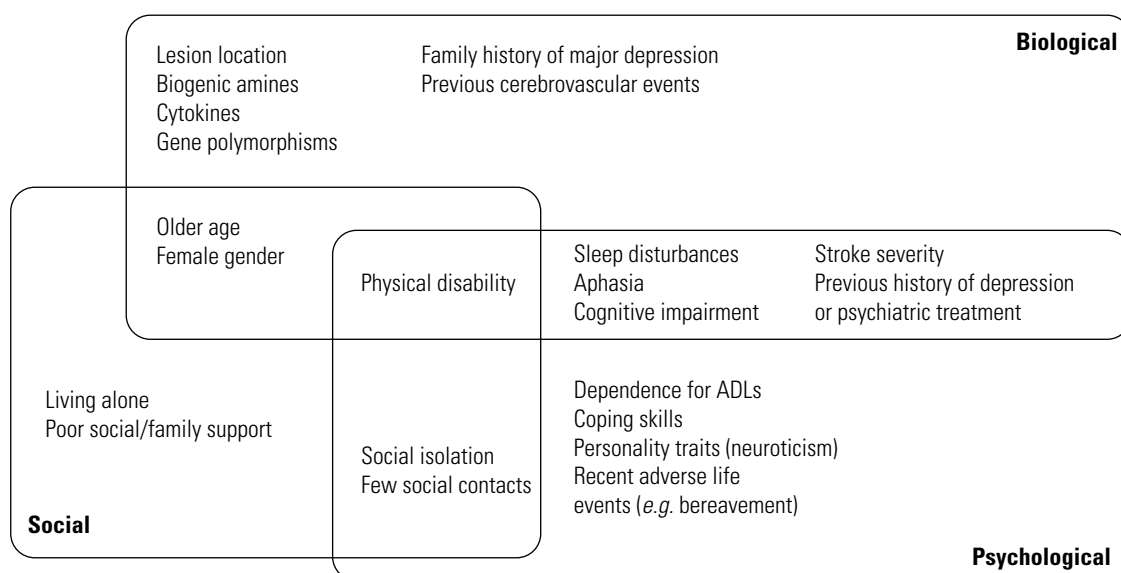 Biological
Lesion location
Biogenic amines
Cytokines
Gene polymorphisms
Family history of major depression
Previous cerebrovascular events
Older age
Female gender
Physical disability
Sleep disturbances
Aphasia
Cognitive impairment
Stroke severity
Previous history of depression
or psychiatric treatment
Living alone
Poor social/family support
Social isolation
Few social contacts
Dependence for ADLs
Coping skills
Personality traits (neuroticism)
Recent adverse life
events (e.g. bereavement)
Social
Psychological